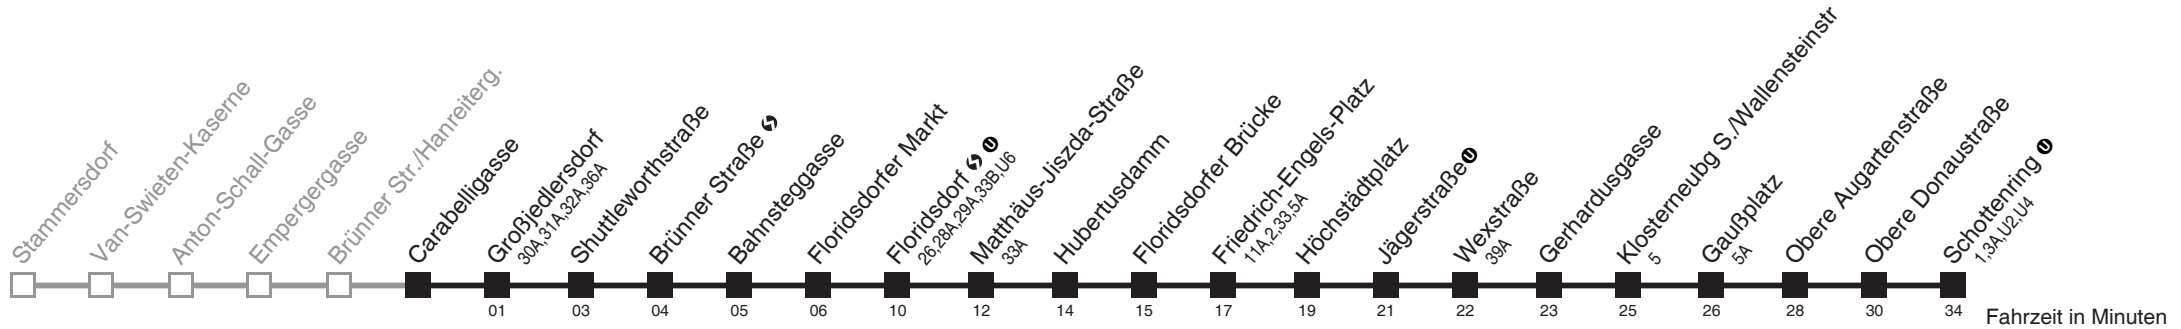 Stammersdorf
Van-Swieten-Kaserne
Anton-Schall-Gasse
Empergergasse
Brünner Str./Hanreiterg.
Carabelligasse
Großjedlersdorf
30A,31A,32A,36A
Shuttleworthstraße
Brünner Straße
Bahnsteggasse
Floridsdorfer Markt
Floridsdorf U
26,28A,29A,33B,U6
Matthäus-Jiszda-Straße
33A
Hubertusdamm
Floridsdorfer Brücke
Friedrich-Engels-Platz
11A,2,33,5A
Höchstädtplatz
Jägerstraße U
Wexstraße
39A
Gerhardusgasse
Klosterneubg S./Wallensteinstr
5
Gaußplatz
5A
Obere Augartenstraße
Obere Donaustraße
Schottenring U
1,3A,U2,U4
01 03 04 05 06 10 12 14 15 17 19 21 22 23 25 26 28 30 34 Fahrzeit in Minuten